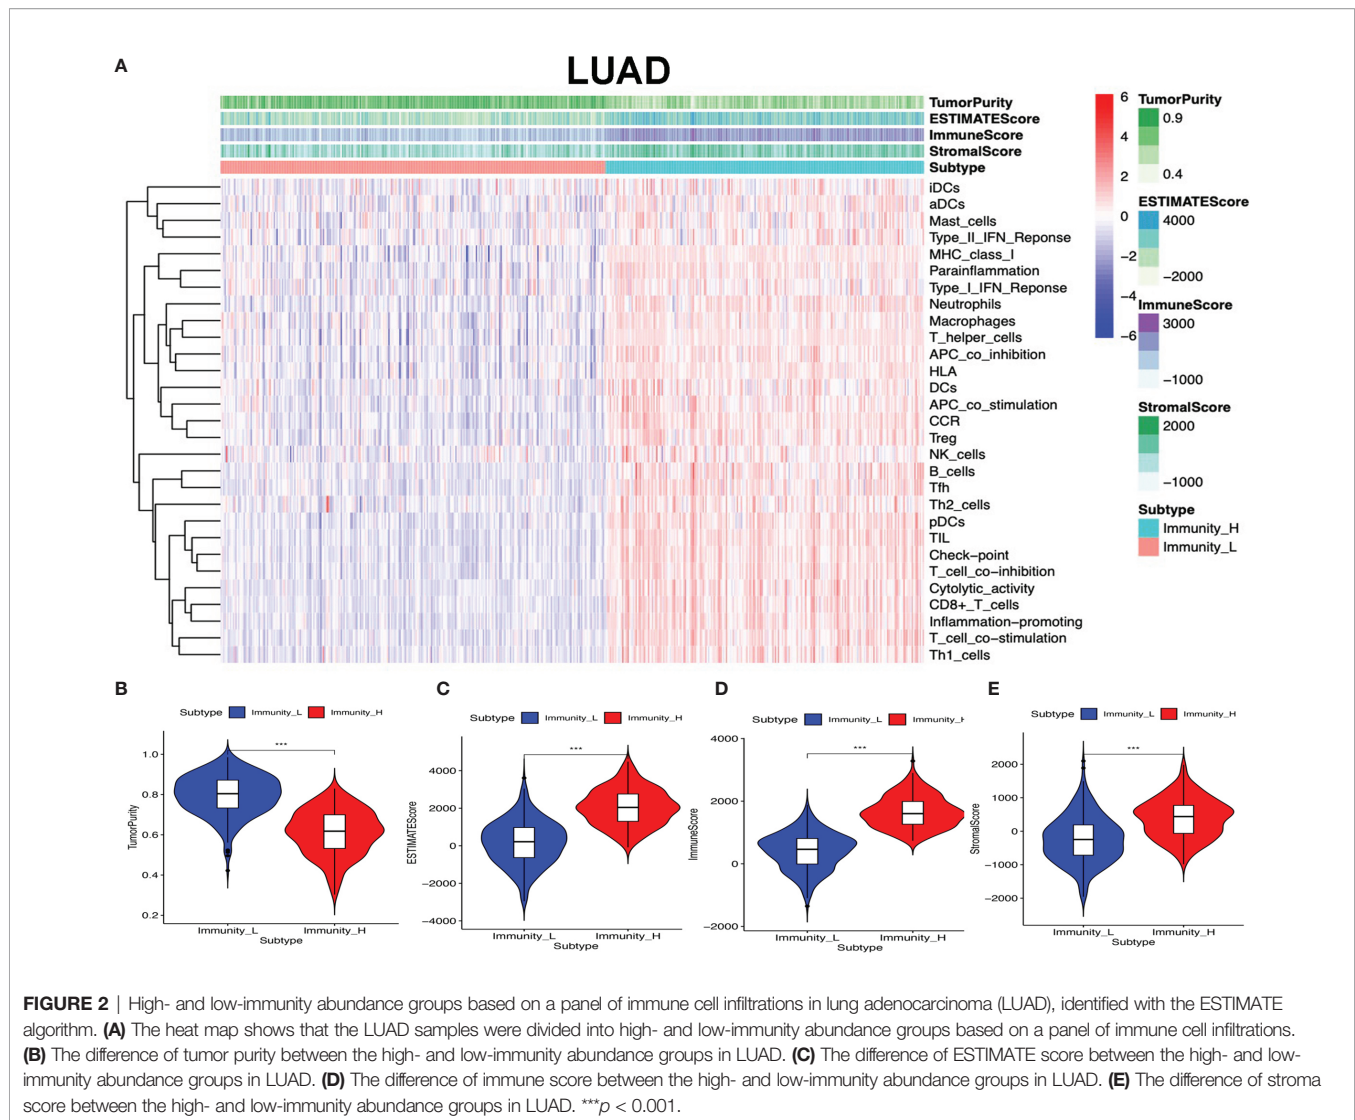 A
LUAD
TumorPurity
ESTIMATEScore
ImmuneScore
StromalScore
Subtype
iDCs
aDCs
Mast_cells
Type_II_IFN_Reponse
MHC_class_I
Parainflammation
Type_I_IFN_Reponse
Neutrophils
Macrophages
T_helper_cells
APC_co_inhibition
HLA
DCs
APC_co_stimulation
CCR
Treg
NK_cells
B_cells
Tfh
Th2_cells
pDCs
TIL
Check-point
T_cell_co-inhibition
Cytolytic_activity
CD8+_T_cells
Inflammation-promoting
T_cell_co-stimulation
Th1_cells
6
4
2
0
−2
−4
−6
TumorPurity
0.9
0.4
ESTIMATEScore
4000
−2000
ImmuneScore
3000
−1000
StromalScore
2000
−1000
Subtype
Immunity_H
Immunity_L
B
Subtype Immunity_L Immunity_H
***
TumorPurity
1.0
0.8
0.6
0.4
0.2
Immunity_L Immunity_H
Subtype
C
Subtype Immunity_L Immunity_H
***
ESTIMATEScore
4000
2000
0
−2000
−4000
Immunity_L Immunity_H
Subtype
D
Subtype Immunity_L Immunity_H
***
ImmuneScore
4000
2000
0
−2000
Immunity_L Immunity_H
Subtype
E
Subtype Immunity_L Immunity_H
***
StromalScore
2000
1000
0
−1000
−2000
Immunity_L Immunity_H
Subtype
FIGURE 2 | High- and low-immunity abundance groups based on a panel of immune cell infiltrations in lung adenocarcinoma (LUAD), identified with the ESTIMATE
algorithm. (A) The heat map shows that the LUAD samples were divided into high- and low-immunity abundance groups based on a panel of immune cell infiltrations.
(B) The difference of tumor purity between the high- and low-immunity abundance groups in LUAD. (C) The difference of ESTIMATE score between the high- and low-
immunity abundance groups in LUAD. (D) The difference of immune score between the high- and low-immunity abundance groups in LUAD. (E) The difference of stroma
score between the high- and low-immunity abundance groups in LUAD. ***p < 0.001.